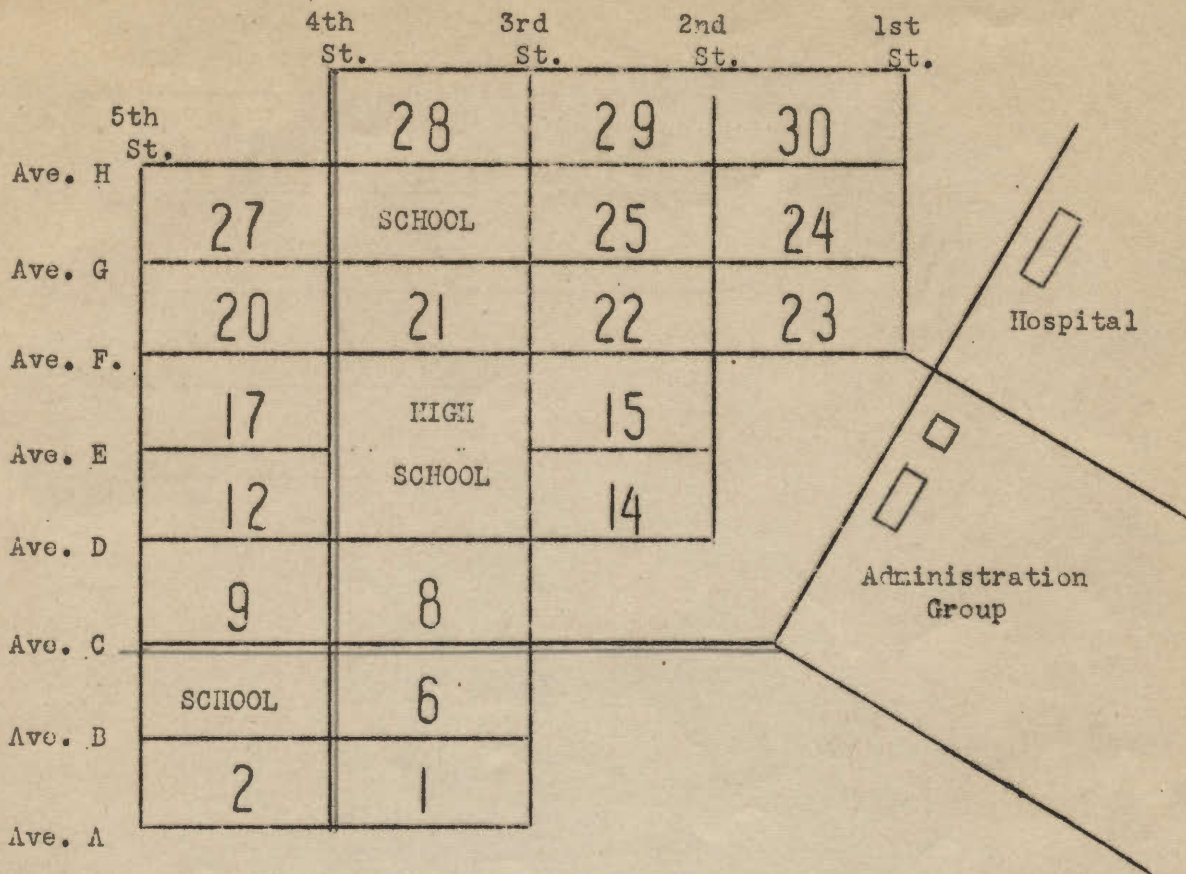 4th 3rd 2nd 1st
St. St. St. St.
5th
St.
28 29 30
Ave. H
27 SCHOOL 25 24
Ave. G
20 21 22 23
Hospital
Ave. F.
17 HIGH 15
Ave. E
SCHOOL
12 14
Ave. D
Administration
Group
9 8
Ave. C
SCHOOL 6
Ave. B
2 1
Ave. A